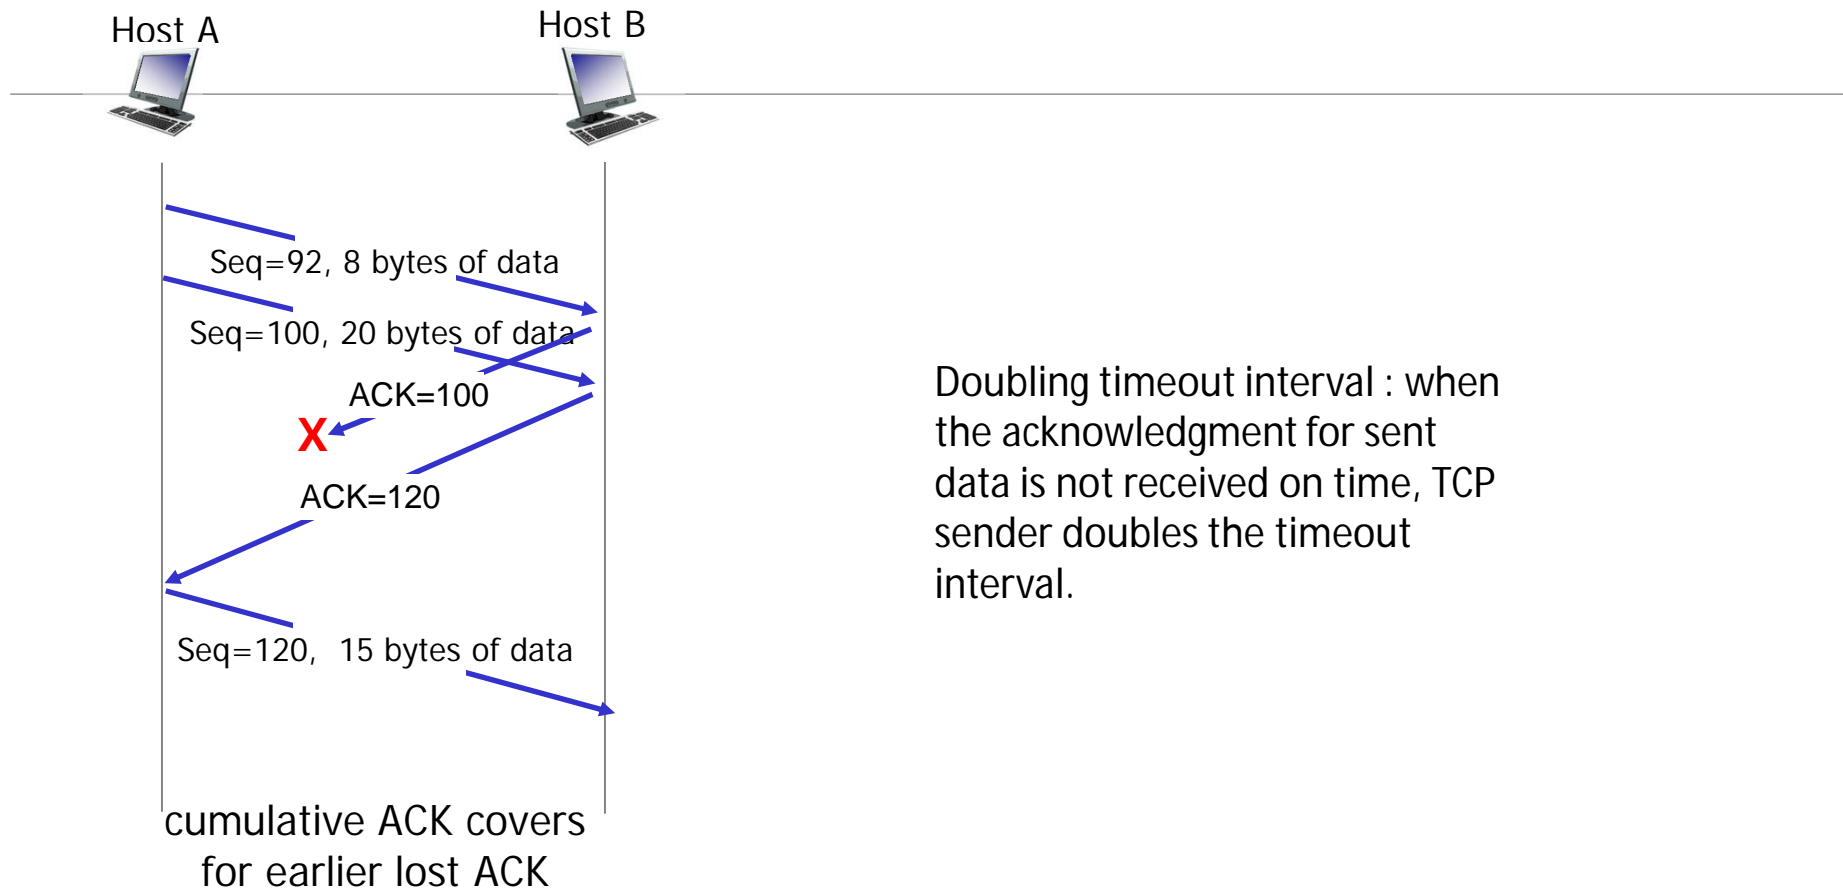 Host A
Host B
Seq=92, 8 bytes of data
Seq=100, 20 bytes of data
ACK=100
X
ACK=120
Seq=120, 15 bytes of data
cumulative ACK covers
for earlier lost ACK
Doubling timeout interval : when
the acknowledgment for sent
data is not received on time, TCP
sender doubles the timeout
interval.